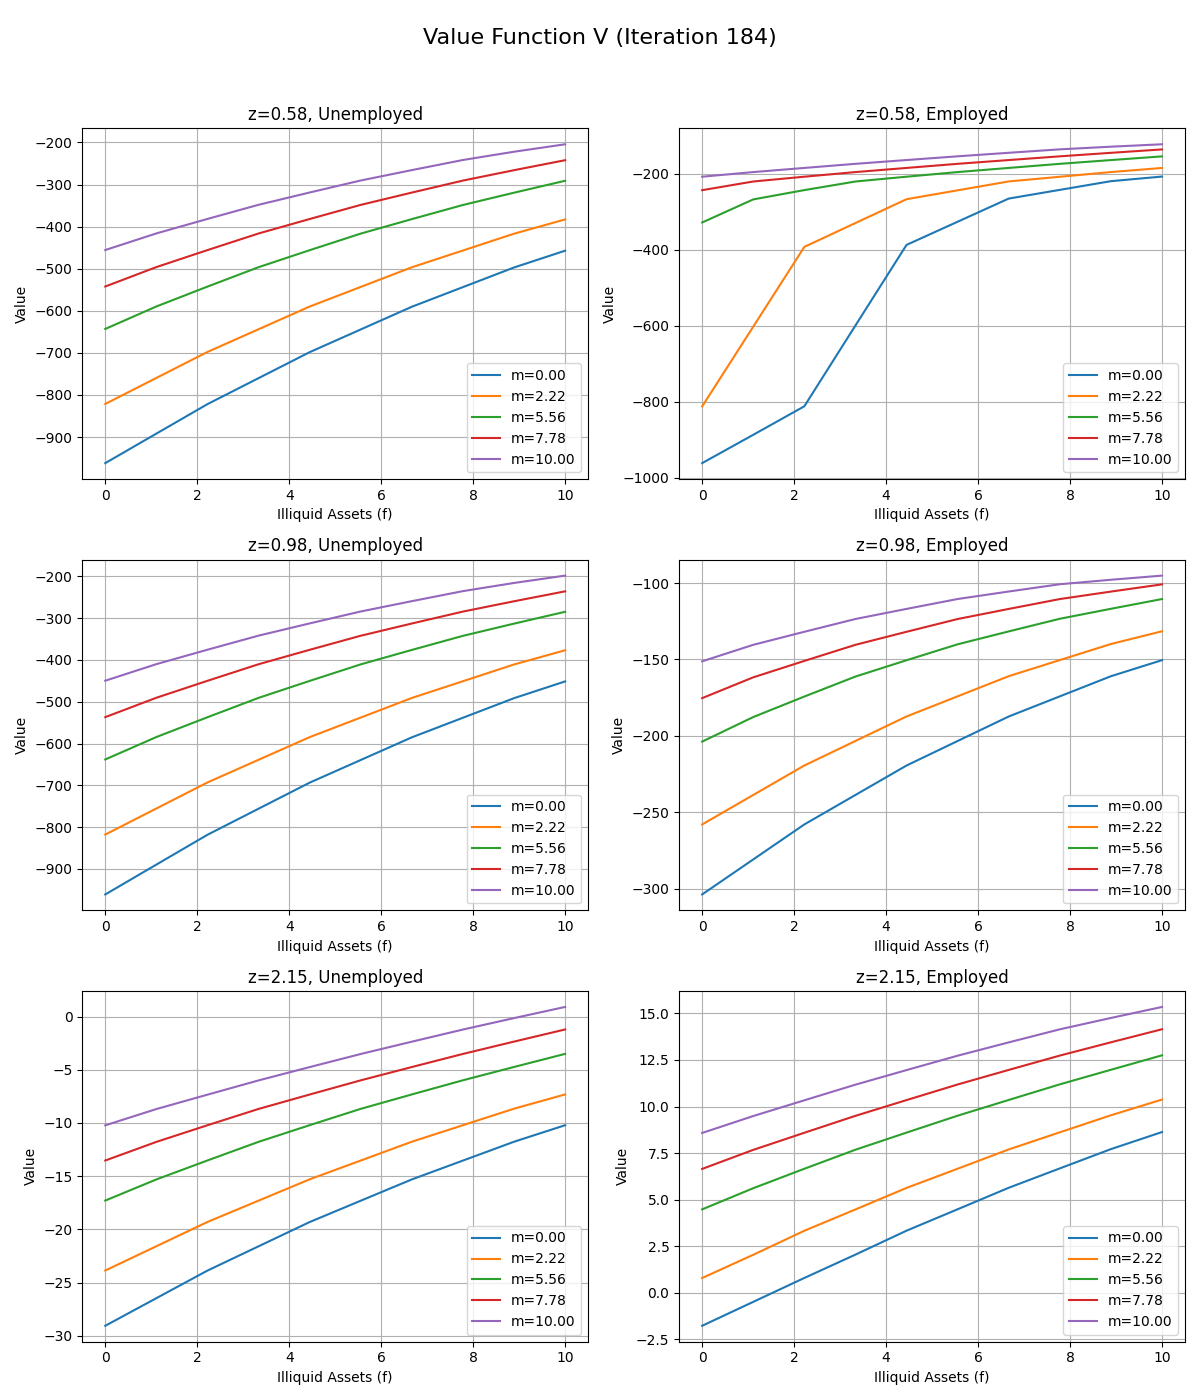 Value Function V (Iteration 184)
z=0.58, Unemployed
Value
−200
−300
−400
−500
−600
−700
−800
−900
0 2 4 6 8 10
Illiquid Assets (f)
m=0.00
m=2.22
m=5.56
m=7.78
m=10.00
z=0.58, Employed
Value
−200
−400
−600
−800
−1000
0 2 4 6 8 10
Illiquid Assets (f)
m=0.00
m=2.22
m=5.56
m=7.78
m=10.00
z=0.98, Unemployed
Value
−200
−300
−400
−500
−600
−700
−800
−900
0 2 4 6 8 10
Illiquid Assets (f)
m=0.00
m=2.22
m=5.56
m=7.78
m=10.00
z=0.98, Employed
Value
−100
−150
−200
−250
−300
0 2 4 6 8 10
Illiquid Assets (f)
m=0.00
m=2.22
m=5.56
m=7.78
m=10.00
z=2.15, Unemployed
Value
0
−5
−10
−15
−20
−25
−30
0 2 4 6 8 10
Illiquid Assets (f)
m=0.00
m=2.22
m=5.56
m=7.78
m=10.00
z=2.15, Employed
Value
15.0
12.5
10.0
7.5
5.0
2.5
0.0
−2.5
0 2 4 6 8 10
Illiquid Assets (f)
m=0.00
m=2.22
m=5.56
m=7.78
m=10.00